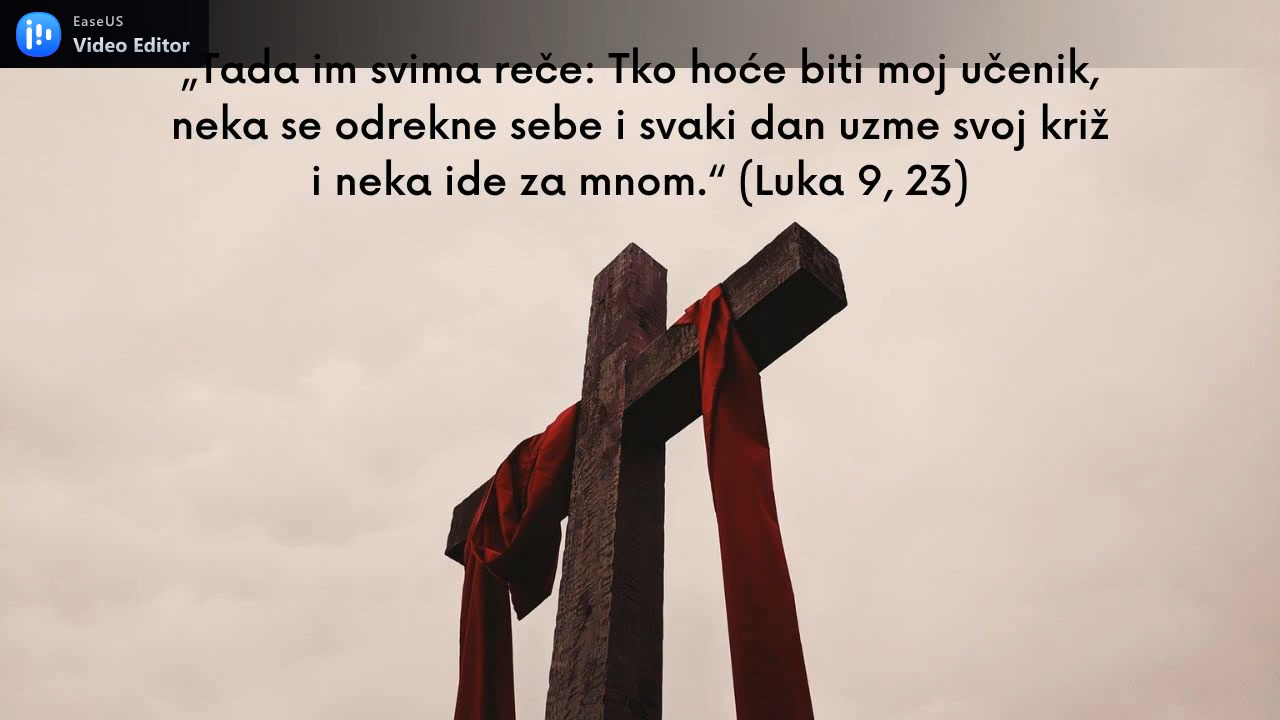 EaseUS
Video Editor
„Tada im svima reče: Tko hoće biti moj učenik,
neka se odrekne sebe i svaki dan uzme svoj križ
i neka ide za mnom.“ (Luka 9, 23)